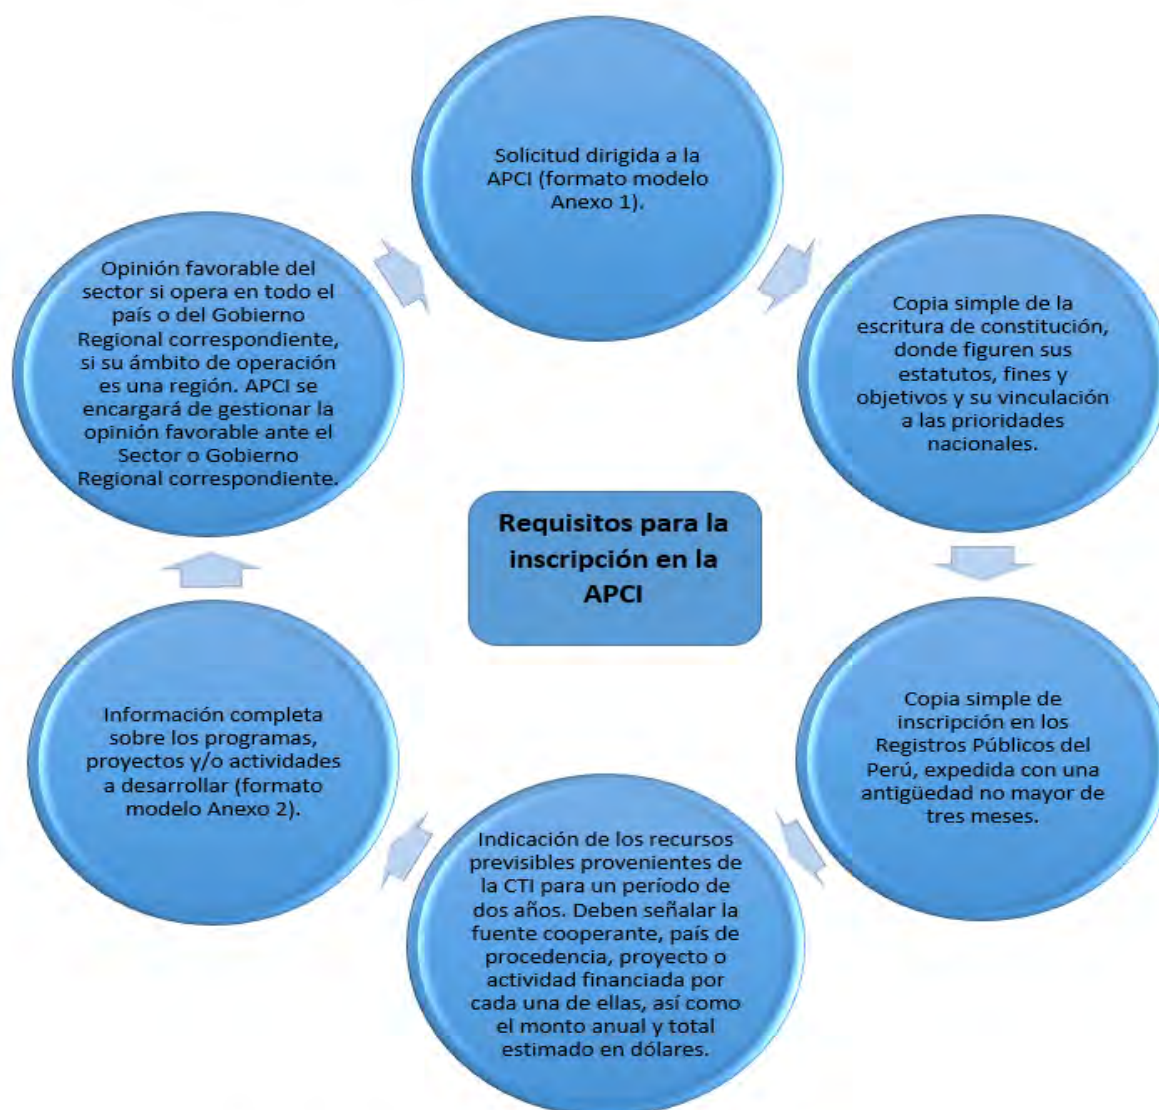 Solicitud dirigida a la
APCI (formato modelo
Anexo 1).
Copia simple de la
escritura de constitución,
donde figuren sus
estatutos, fines y
objetivos y su vinculación
a las prioridades
nacionales.
Copia simple de
inscripción en los
Registros Públicos del
Perú, expedida con una
antigüedad no mayor de
tres meses.
Indicación de los recursos
previsibles provenientes de
la CTI para un período de
dos años. Deben señalar la
fuente cooperante, país de
procedencia, proyecto o
actividad financiada por
cada una de ellas, así como
el monto anual y total
estimado en dólares.
Información completa
sobre los programas,
proyectos y/o actividades
a desarrollar (formato
modelo Anexo 2).
Opinión favorable del
sector si opera en todo el
país o del Gobierno
Regional correspondiente,
si su ámbito de operación
es una región. APCI se
encargará de gestionar la
opinión favorable ante el
Sector o Gobierno
Regional correspondiente.
Requisitos para la
inscripción en la
APCI